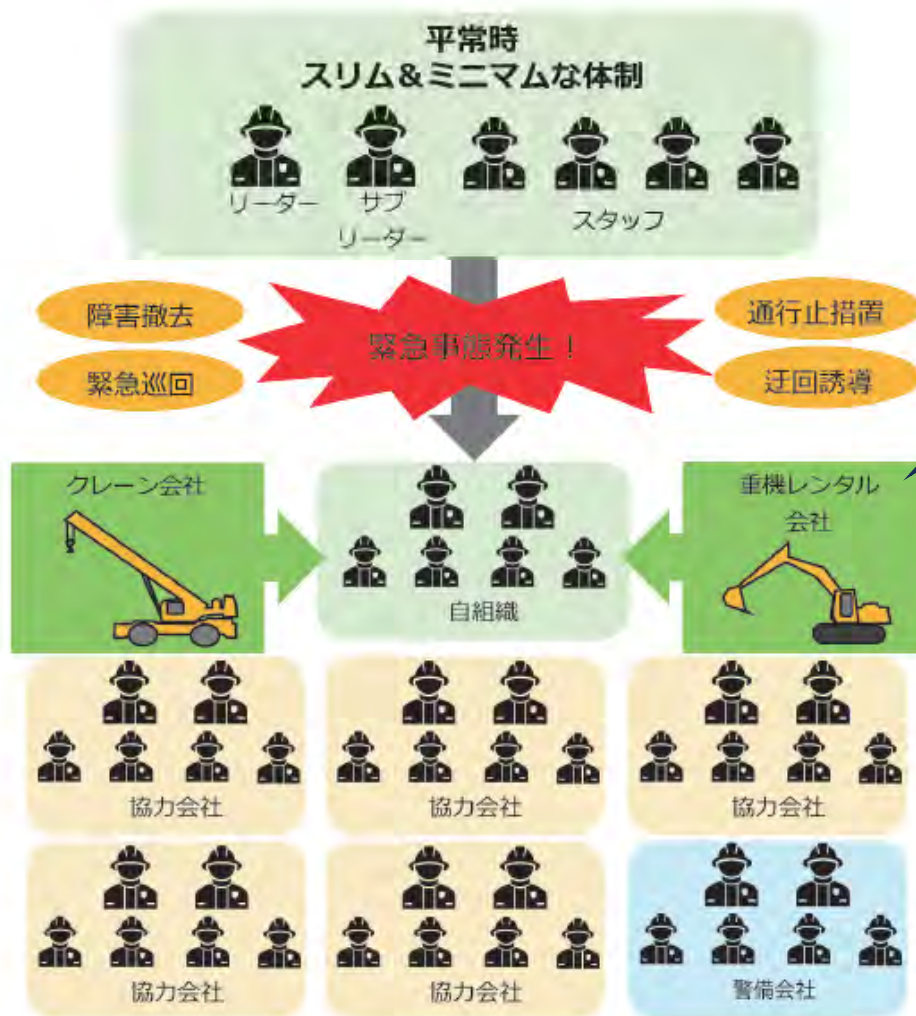 平常時
スリム＆ミニマムな体制
リーダー
サブ
リーダー
スタッフ
障害撤去
緊急巡回
緊急事態発生！
通行止措置
迂回誘導
クレーン会社
自組織
重機レンタル
会社
協力会社
協力会社
協力会社
協力会社
協力会社
警備会社